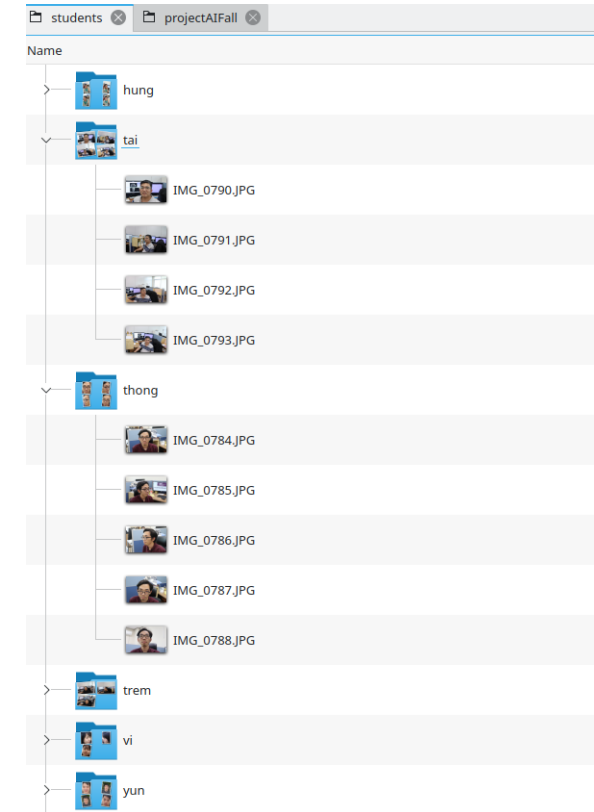 students projectAIFall
Name
hung
tai
IMG_0790.JPG
IMG_0791.JPG
IMG_0792.JPG
IMG_0793.JPG
thong
IMG_0784.JPG
IMG_0785.JPG
IMG_0786.JPG
IMG_0787.JPG
IMG_0788.JPG
trem
vi
yun